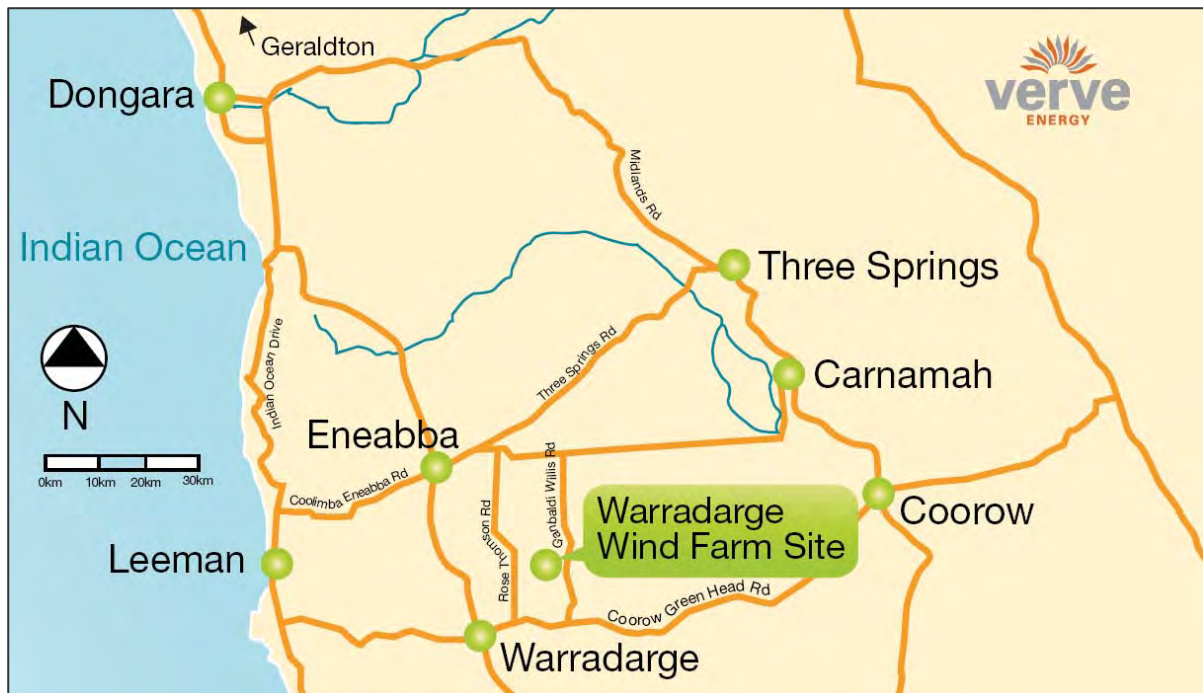 Geraldton
verve
ENERGY
Dongara
Midlands Rd
Indian Ocean
Three Springs
Indian Ocean Drive
Three Springs Rd
N
Carnamah
0km 10km 20km 30km
Eneabba
Coolimba Eneabba Rd
Garibaldi Willis Rd
Rose Thomson Rd
Warradarge
Wind Farm Site
Coorow
Leeman
Coorow Green Head Rd
Warradarge